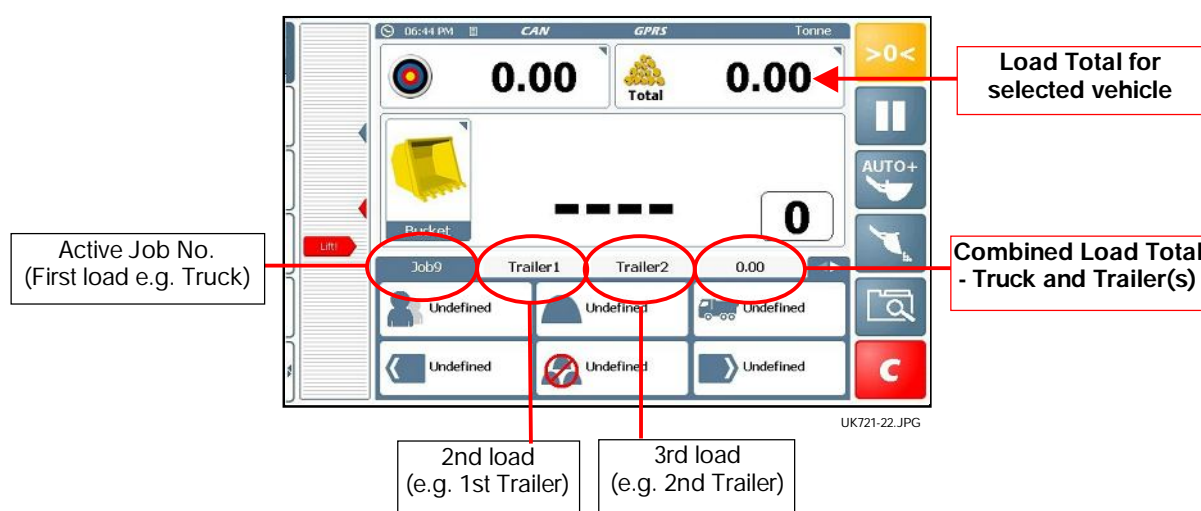 06:44 PM CAN GPRS Tonne
0.00
Total
0.00
>0<
Load Total for
selected vehicle
AUTO+
Bucket
0
Lift!
Active Job No.
(First load e.g. Truck)
Job9 Trailer1 Trailer2 0.00
Combined Load Total
- Truck and Trailer(s)
Undefined Undefined Undefined
Undefined Undefined Undefined
C
UK721-22.JPG
2nd load
(e.g. 1st Trailer)
3rd load
(e.g. 2nd Trailer)